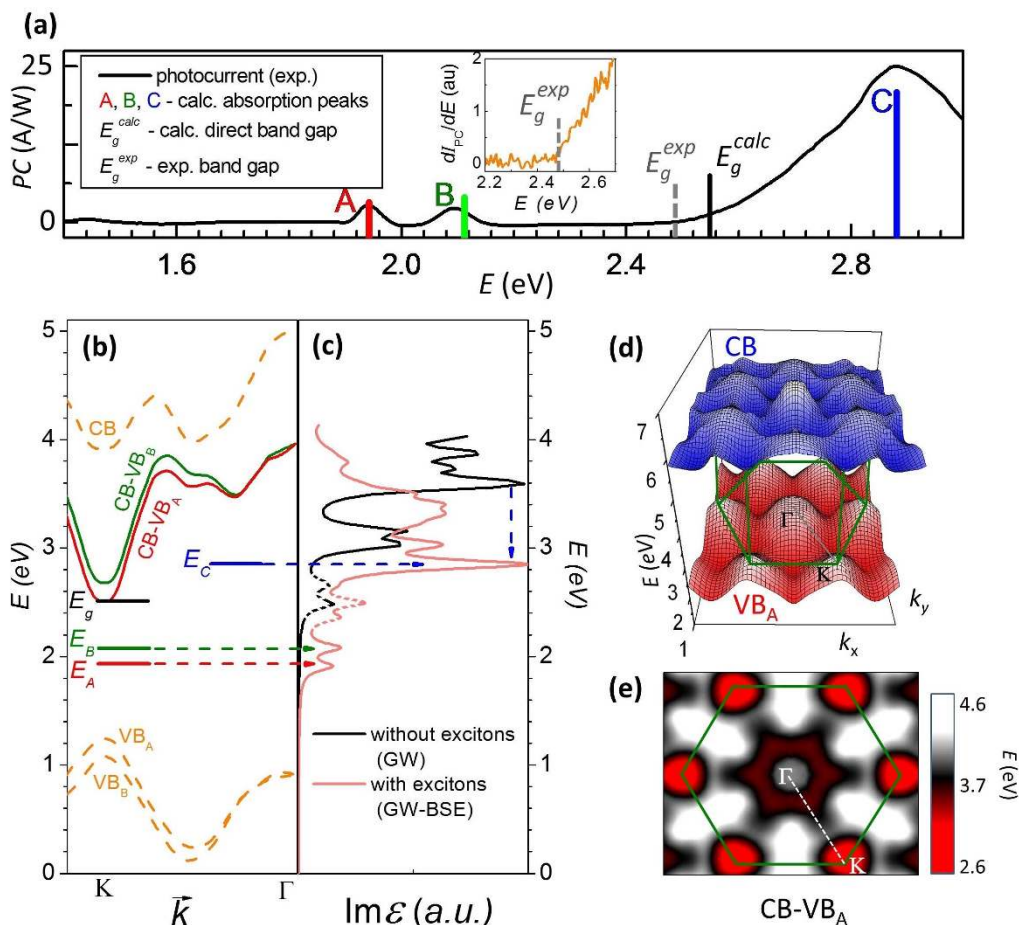 (a)
25
PC (A/W)
0
photocurrent (exp.)
A, B, C - calc. absorption peaks
E_g^calc - calc. direct band gap
E_g^exp - exp. band gap
2
1
0
dI_PC/dE (au)
E_g^exp
2.2 2.4 2.6
E (eV)
A
B
E_g^exp
E_g^calc
C
1.6 2.0 2.4 2.8
E (eV)
(b)
5
4
3
2
1
0
E (eV)
CB
CB-VB_B
CB-VB_A
E_C
E_g
E_B
E_A
VB_A
VB_B
K
Γ
k
(c)
without excitons
(GW)
with excitons
(GW-BSE)
5
4
3
2
1
0
E (eV)
Imℰ (a.u.)
(d)
CB
7
6
5
4
3
2
1
E (eV)
Γ
K
VB_A
k_x
k_y
(e)
Γ
K
4.6
3.7
2.6
E (eV)
CB-VB_A